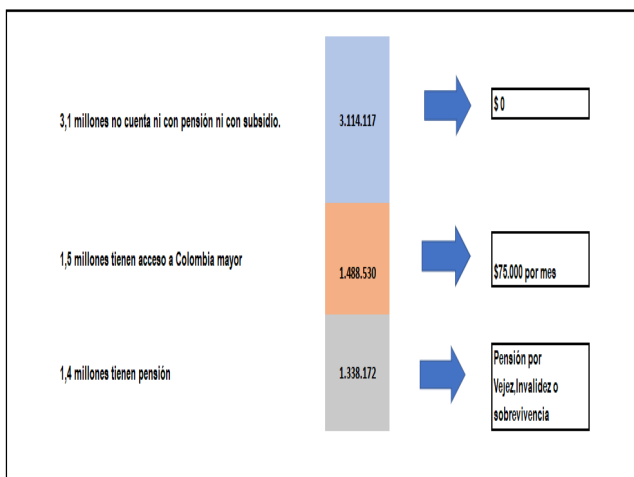 3,1 millones no cuenta ni con pensión ni con subsidio.
3.114.117
$ 0
1,5 millones tienen acceso a Colombia mayor
1.488.530
$75.000 por mes
1,4 millones tienen pensión
1.338.172
Pensión por
Vejez,Invalidez o
sobrevivencia